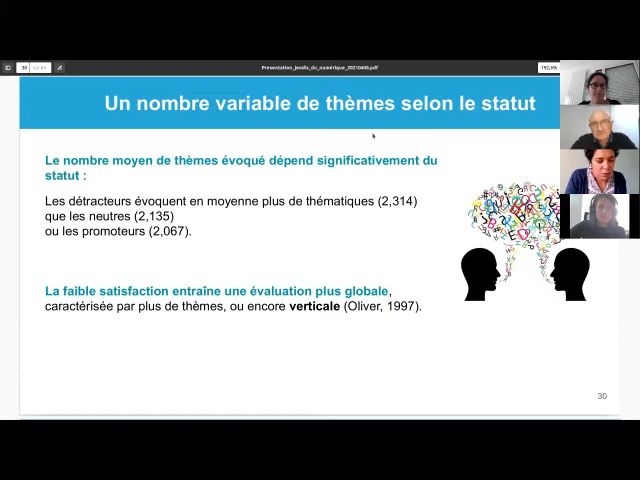 30
Presentation_jeudis_du_numérique_20210408.pdf
192,6%
Un nombre variable de thèmes selon le statut
Le nombre moyen de thèmes évoqué dépend significativement du
statut :
Les détracteurs évoquent en moyenne plus de thématiques (2,314)
que les neutres (2,135)
ou les promoteurs (2,067).
La faible satisfaction entraîne une évaluation plus globale,
caractérisée par plus de thèmes, ou encore verticale (Oliver, 1997).
30